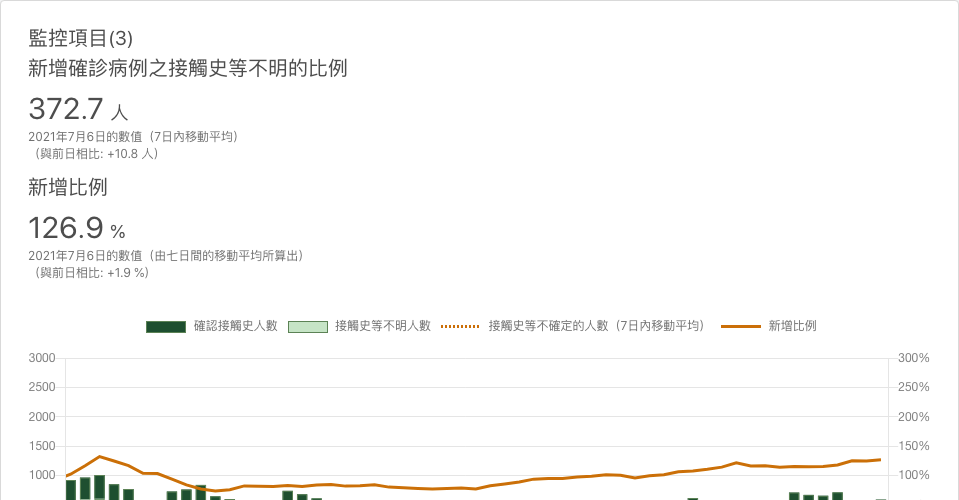 監控項目(3)
新增確診病例之接觸史等不明的比例
372.7 人
2021年7月6日的數值（7日內移動平均）
（與前日相比: +10.8 人）
新增比例
126.9 %
2021年7月6日的數值（由七日間的移動平均所算出）
（與前日相比: +1.9 %）
確認接觸史人數 接觸史等不明人數 接觸史等不確定的人數（7日內移動平均） 新增比例
3000 300%
2500 250%
2000 200%
1500 150%
1000 100%